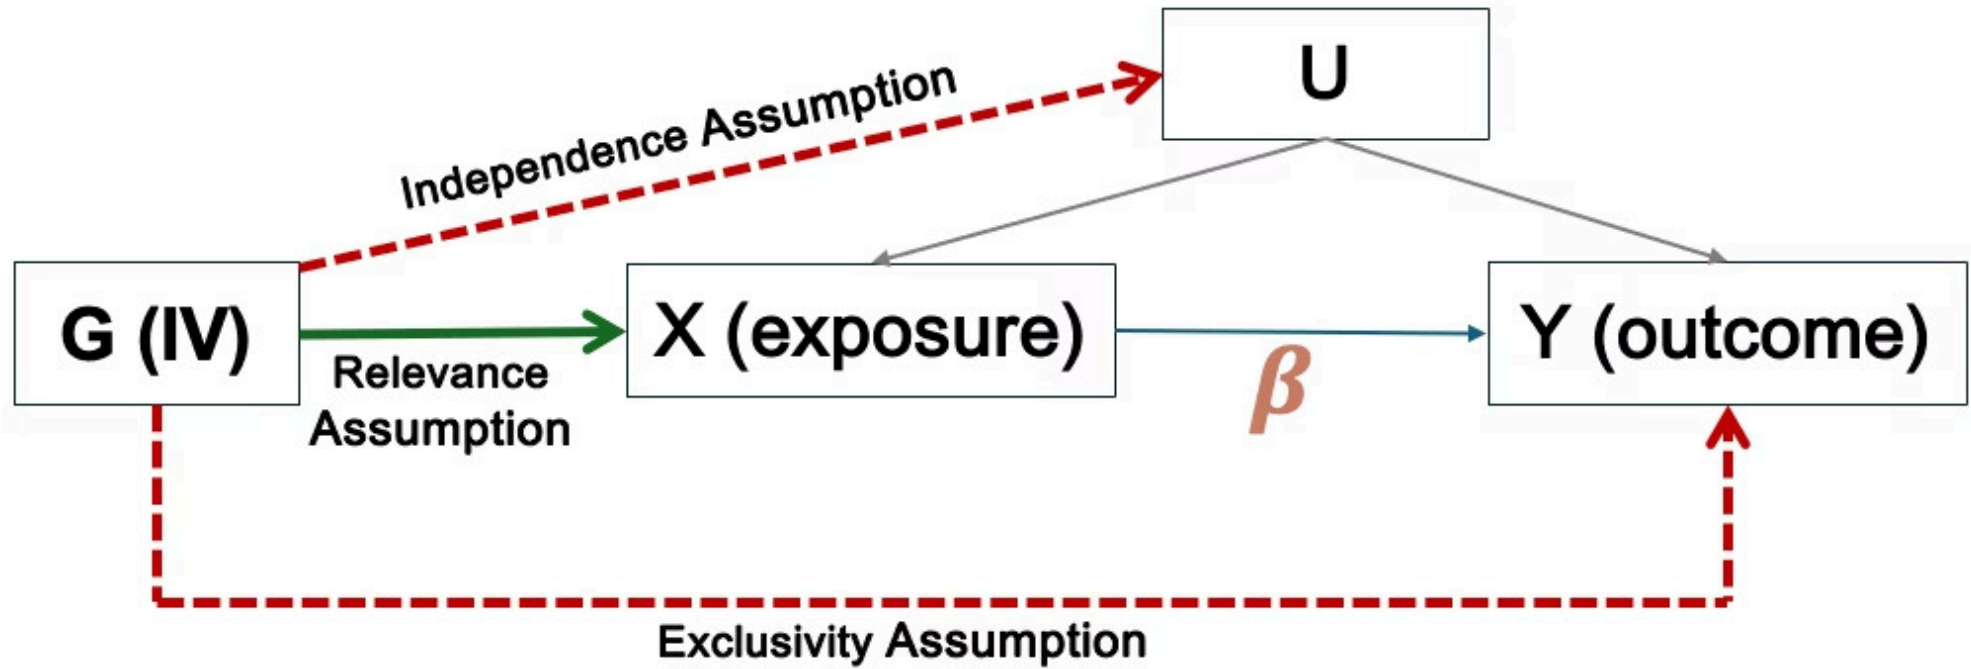 U
Independence Assumption
G (IV)
Relevance
Assumption
X (exposure)
β
Y (outcome)
Exclusivity Assumption